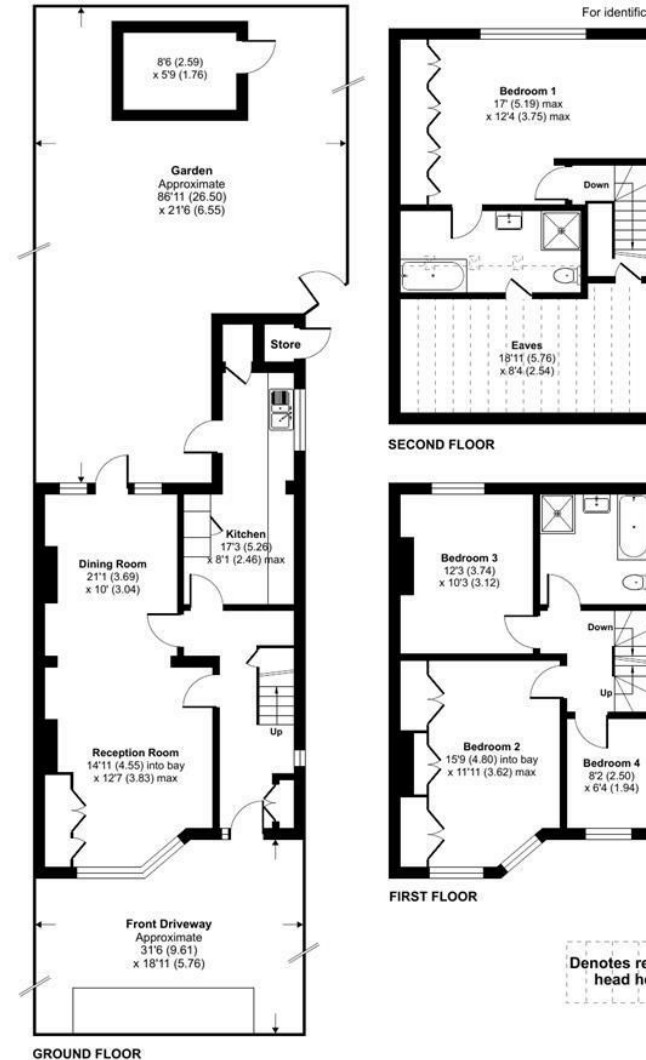 For identific
8'6 (2.59)
x 5'9 (1.76)
Garden
Approximate
86'11 (26.50)
x 21'6 (6.55)
Store
Kitchen
17'3 (5.26)
x 8'1 (2.46) max
Dining Room
21'1 (3.69)
x 10' (3.04)
Up
Reception Room
14'11 (4.55) into bay
x 12'7 (3.83) max
Front Driveway
Approximate
31'6 (9.61)
x 18'11 (5.76)
GROUND FLOOR
Bedroom 1
17' (5.19) max
x 12'4 (3.75) max
Down
Eaves
18'11 (5.76)
x 8'4 (2.54)
SECOND FLOOR
Bedroom 3
12'3 (3.74)
x 10'3 (3.12)
Down
Up
Bedroom 2
15'9 (4.80) into bay
x 11'11 (3.62) max
Bedroom 4
8'2 (2.50)
x 6'4 (1.94)
FIRST FLOOR
Denotes re
head he